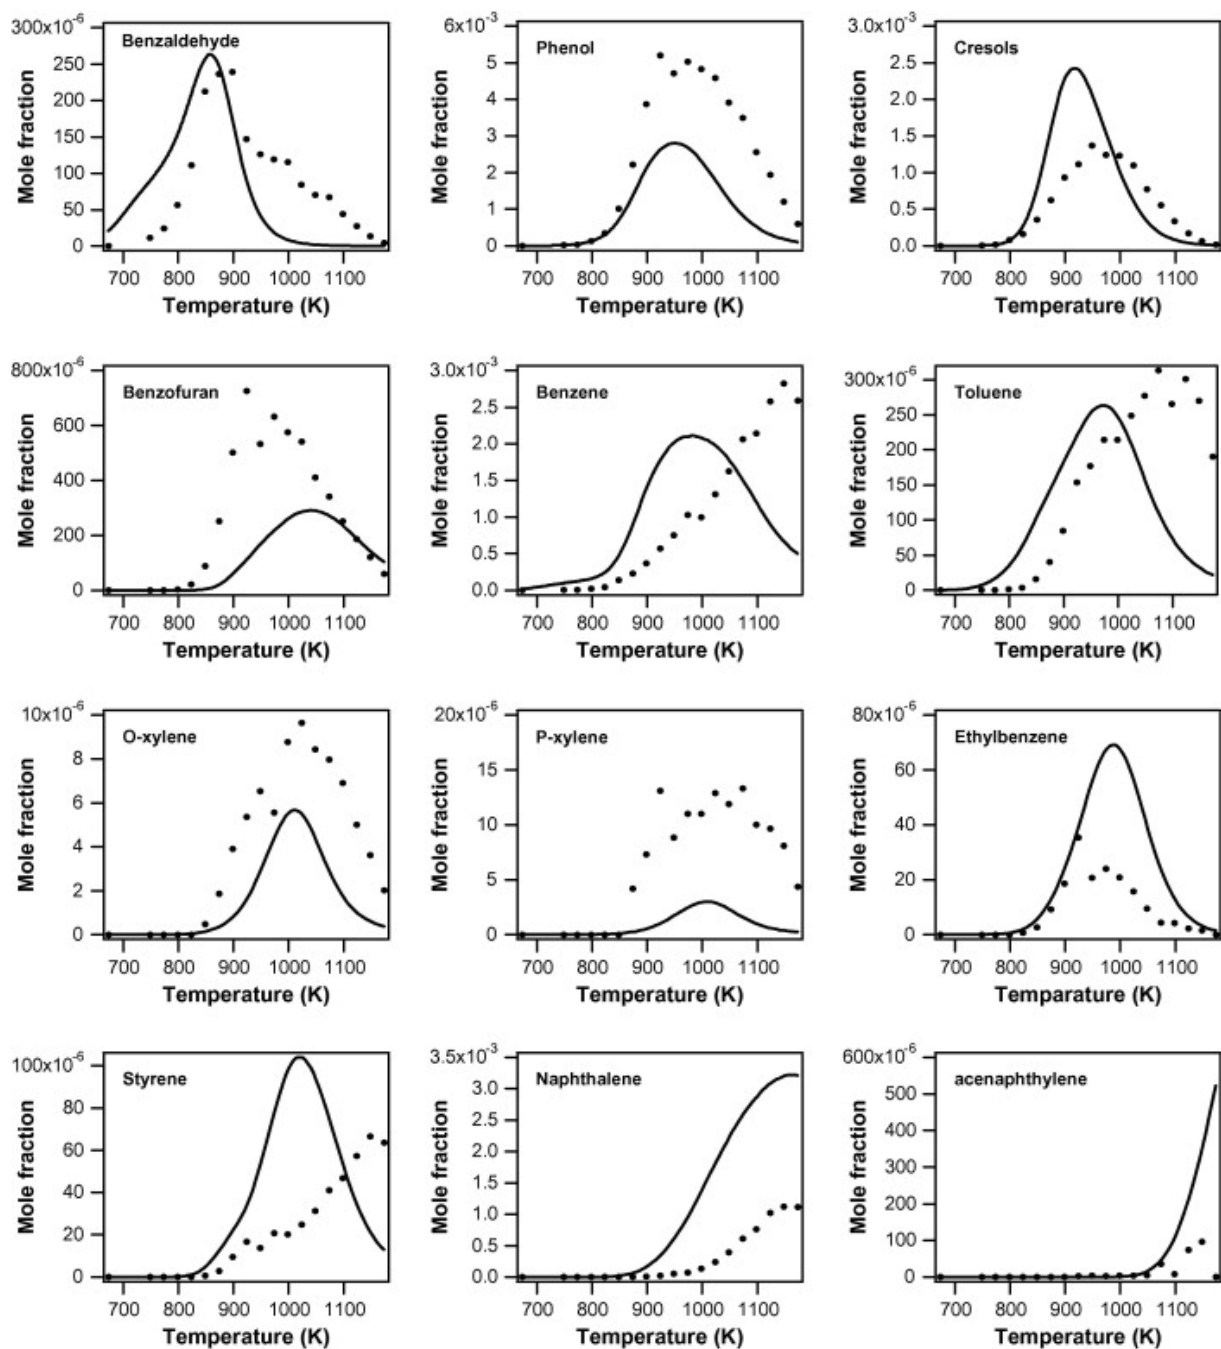 300x10-6
Benzaldehyde
250
200
150
100
50
0
Mole fraction
700 800 900 1000 1100
Temperature (K)
6x10-3
Phenol
5
4
3
2
1
0
Mole fraction
700 800 900 1000 1100
Temperature (K)
3.0x10-3
Cresols
2.5
2.0
1.5
1.0
0.5
0.0
Mole fraction
700 800 900 1000 1100
Temperature (K)
800x10-6
Benzofuran
600
400
200
0
Mole fraction
700 800 900 1000 1100
Temperature (K)
3.0x10-3
Benzene
2.5
2.0
1.5
1.0
0.5
0.0
Mole fraction
700 800 900 1000 1100
Temperature (K)
300x10-6
Toluene
250
200
150
100
50
0
Mole fraction
700 800 900 1000 1100
Temperature (K)
10x10-6
O-xylene
8
6
4
2
0
Mole fraction
700 800 900 1000 1100
Temperature (K)
20x10-6
P-xylene
15
10
5
0
Mole fraction
700 800 900 1000 1100
Temperature (K)
80x10-6
Ethylbenzene
60
40
20
0
Mole fraction
700 800 900 1000 1100
Temparature (K)
100x10-6
Styrene
80
60
40
20
0
Mole fraction
700 800 900 1000 1100
Temperature (K)
3.5x10-3
Naphthalene
3.0
2.5
2.0
1.5
1.0
0.5
0.0
Mole fraction
700 800 900 1000 1100
Temperature (K)
600x10-6
acenaphthylene
500
400
300
200
100
0
Mole fraction
700 800 900 1000 1100
Temperature (K)